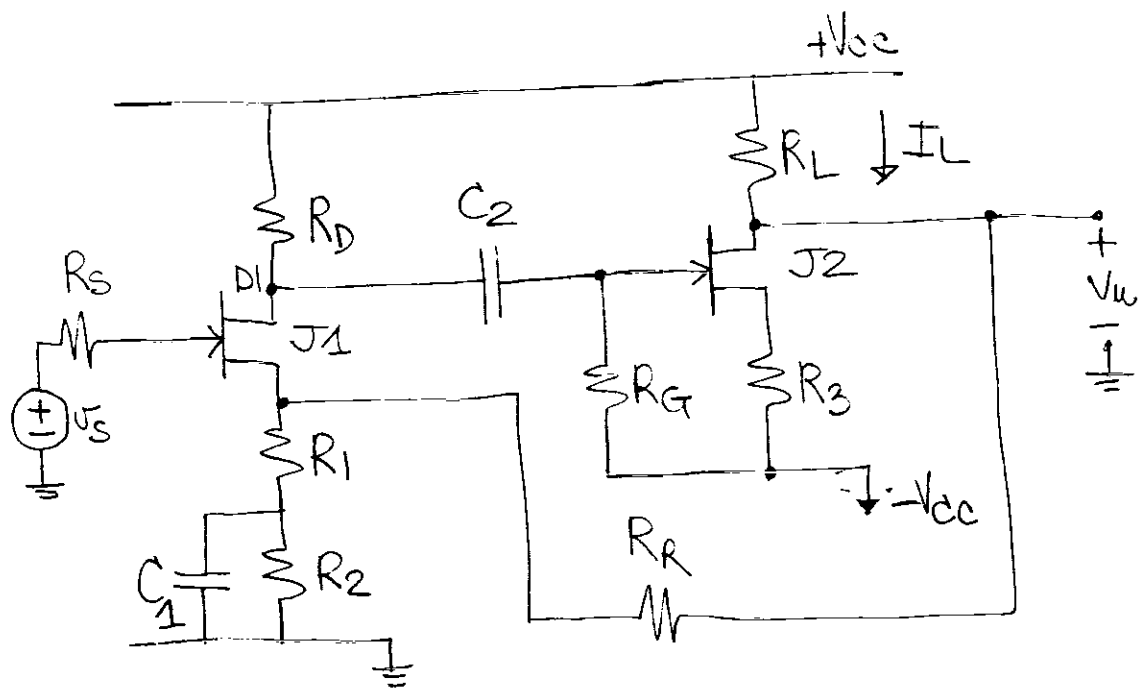 +Vcc
RL
IL
RD
C2
RS
D1
J1
J2
+
Vu
–
+
–
vS
RG
R3
R1
-Vcc
C1
R2
RR